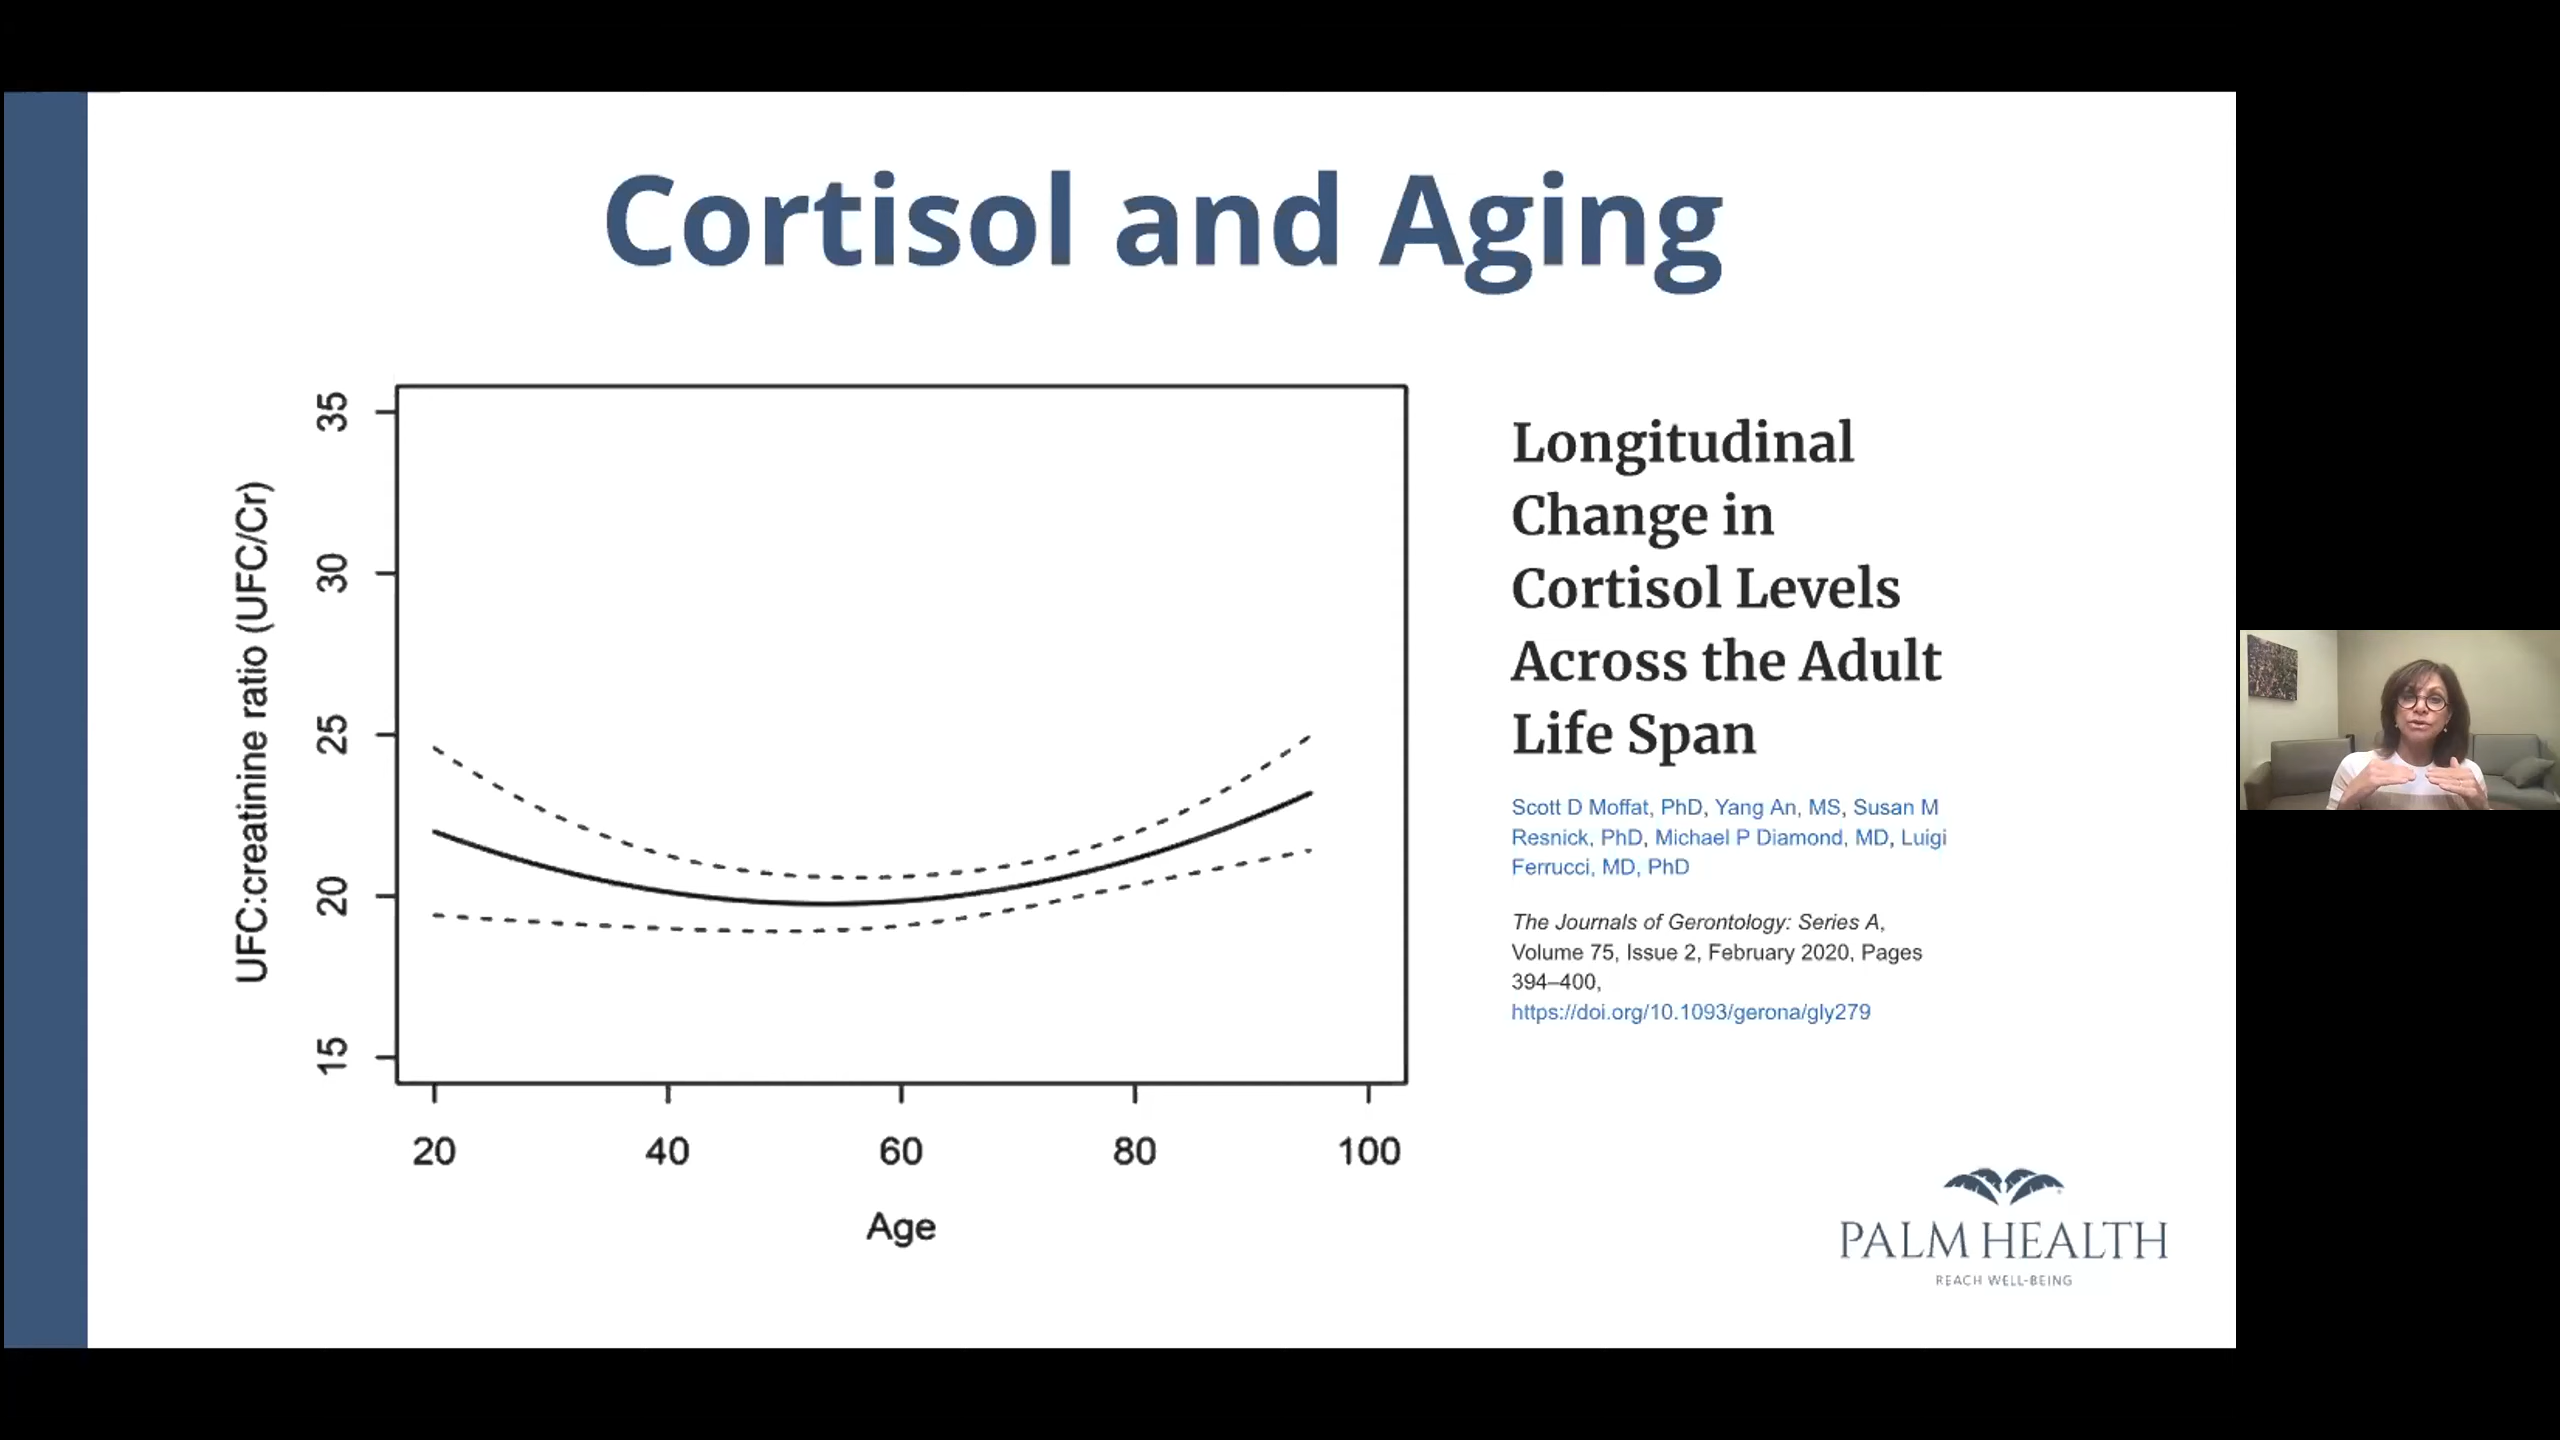 Cortisol and Aging
UFC:creatinine ratio (UFC/Cr)
35
30
25
20
15
20 40 60 80 100
Age
Longitudinal
Change in
Cortisol Levels
Across the Adult
Life Span
Scott D Moffat, PhD, Yang An, MS, Susan M
Resnick, PhD, Michael P Diamond, MD, Luigi
Ferrucci, MD, PhD
The Journals of Gerontology: Series A,
Volume 75, Issue 2, February 2020, Pages
394–400,
https://doi.org/10.1093/gerona/gly279
PALM HEALTH
REACH WELL-BEING